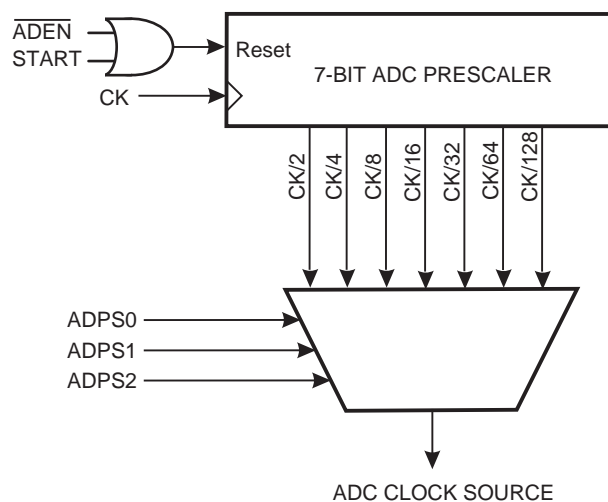 ADEN
START
Reset
7-BIT ADC PRESCALER
CK
CK/2
CK/4
CK/8
CK/16
CK/32
CK/64
CK/128
ADPS0
ADPS1
ADPS2
ADC CLOCK SOURCE